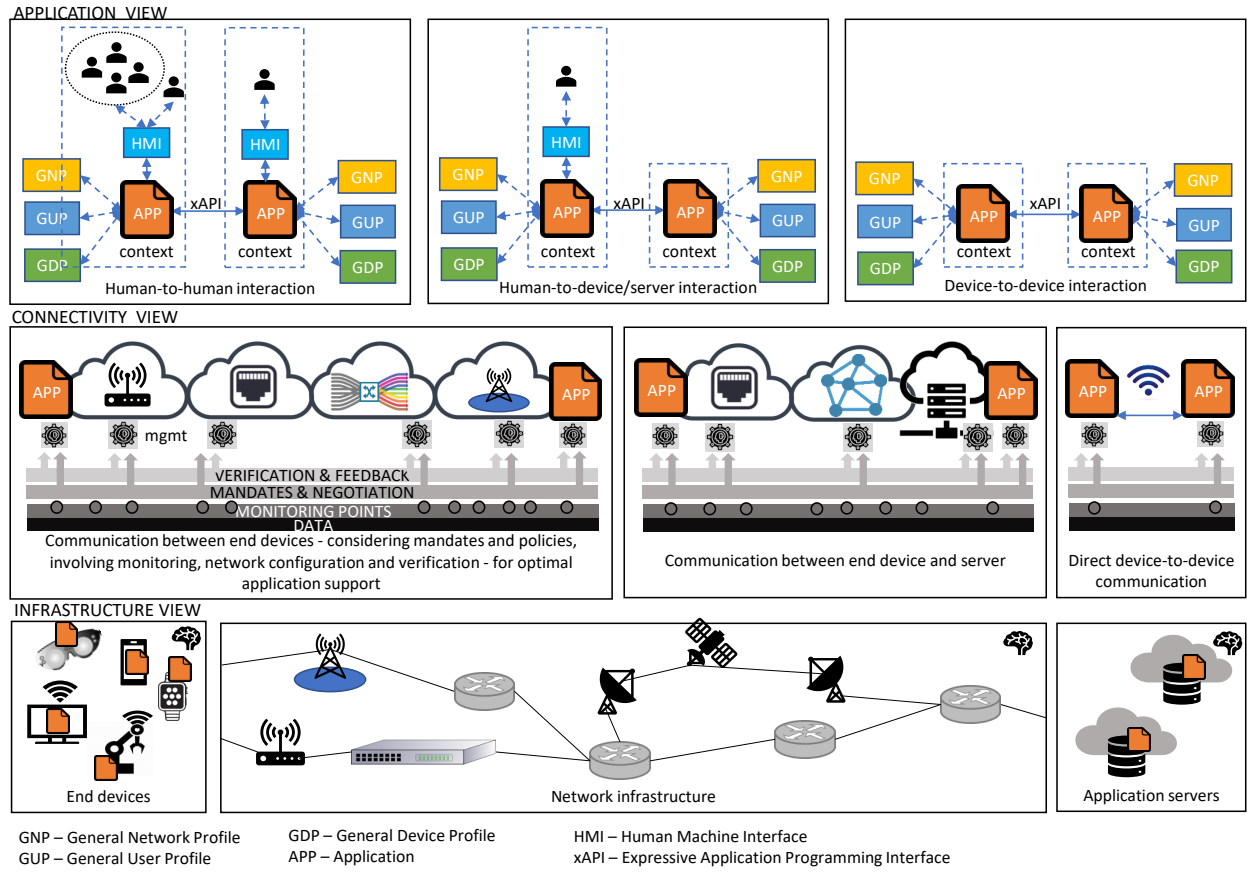 APPLICATION VIEW
HMI
HMI
GNP
GUP
GDP
APP
context
xAPI
APP
context
GNP
GUP
GDP
Human-to-human interaction
HMI
GNP
GUP
GDP
APP
context
xAPI
APP
context
GNP
GUP
GDP
Human-to-device/server interaction
GNP
GUP
GDP
APP
context
xAPI
APP
context
GNP
GUP
GDP
Device-to-device interaction
CONNECTIVITY VIEW
APP
APP
mgmt
VERIFICATION & FEEDBACK
MANDATES & NEGOTIATION
MONITORING POINTS
DATA
Communication between end devices - considering mandates and policies,
involving monitoring, network configuration and verification - for optimal
application support
APP
APP
Communication between end device and server
APP
APP
Direct device-to-device
communication
INFRASTRUCTURE VIEW
End devices
Network infrastructure
Application servers
GNP – General Network Profile
GUP – General User Profile
GDP – General Device Profile
APP – Application
HMI – Human Machine Interface
xAPI – Expressive Application Programming Interface